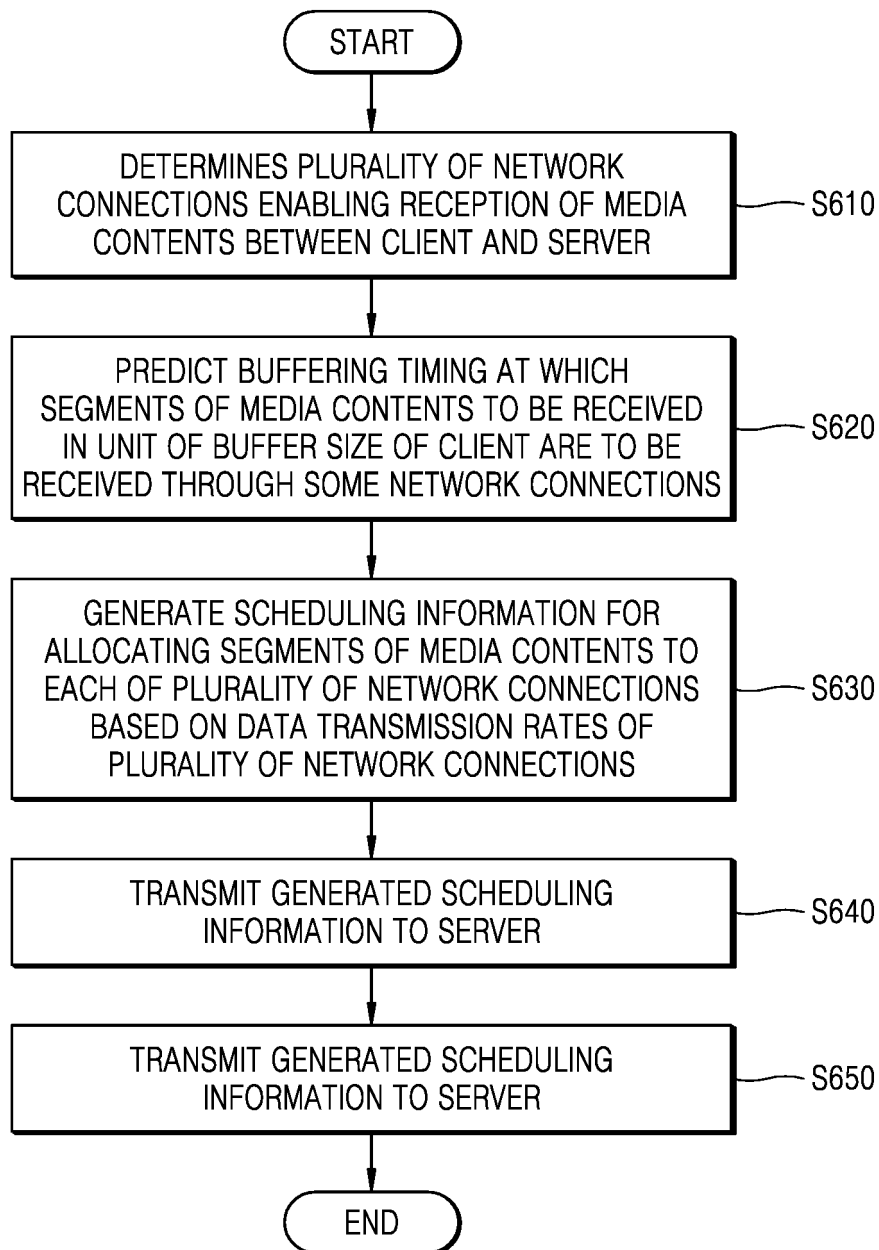 START
DETERMINES PLURALITY OF NETWORK
CONNECTIONS ENABLING RECEPTION OF MEDIA
CONTENTS BETWEEN CLIENT AND SERVER
S610
PREDICT BUFFERING TIMING AT WHICH
SEGMENTS OF MEDIA CONTENTS TO BE RECEIVED
IN UNIT OF BUFFER SIZE OF CLIENT ARE TO BE
RECEIVED THROUGH SOME NETWORK CONNECTIONS
S620
GENERATE SCHEDULING INFORMATION FOR
ALLOCATING SEGMENTS OF MEDIA CONTENTS TO
EACH OF PLURALITY OF NETWORK CONNECTIONS
BASED ON DATA TRANSMISSION RATES OF
PLURALITY OF NETWORK CONNECTIONS
S630
TRANSMIT GENERATED SCHEDULING
INFORMATION TO SERVER
S640
TRANSMIT GENERATED SCHEDULING
INFORMATION TO SERVER
S650
END